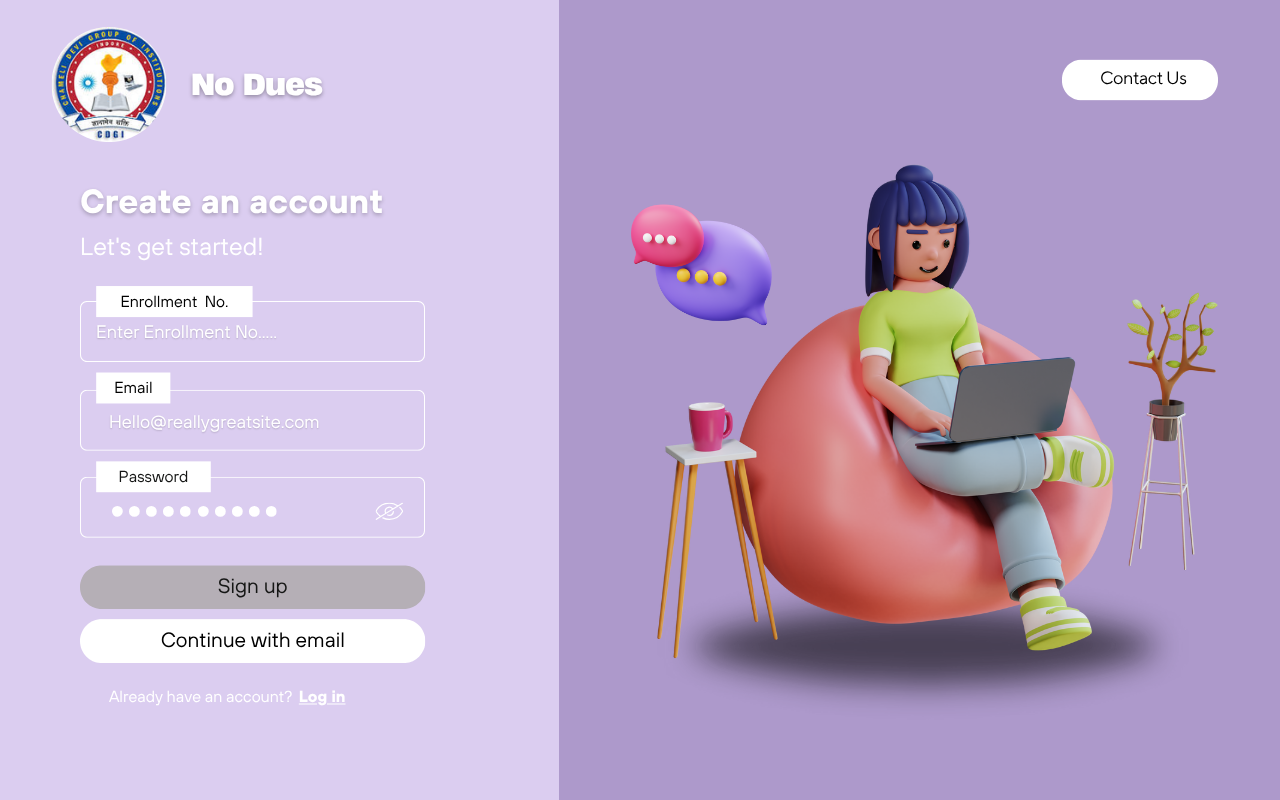 CHAMELI DEVI GROUP OF INSTITUTIONS
INDORE
CDGI
No Dues
Contact Us
Create an account
Let's get started!
Enrollment No.
Enter Enrollment No.....
Email
Hello@reallygreatsite.com
Password
Sign up
Continue with email
Already have an account? Log in